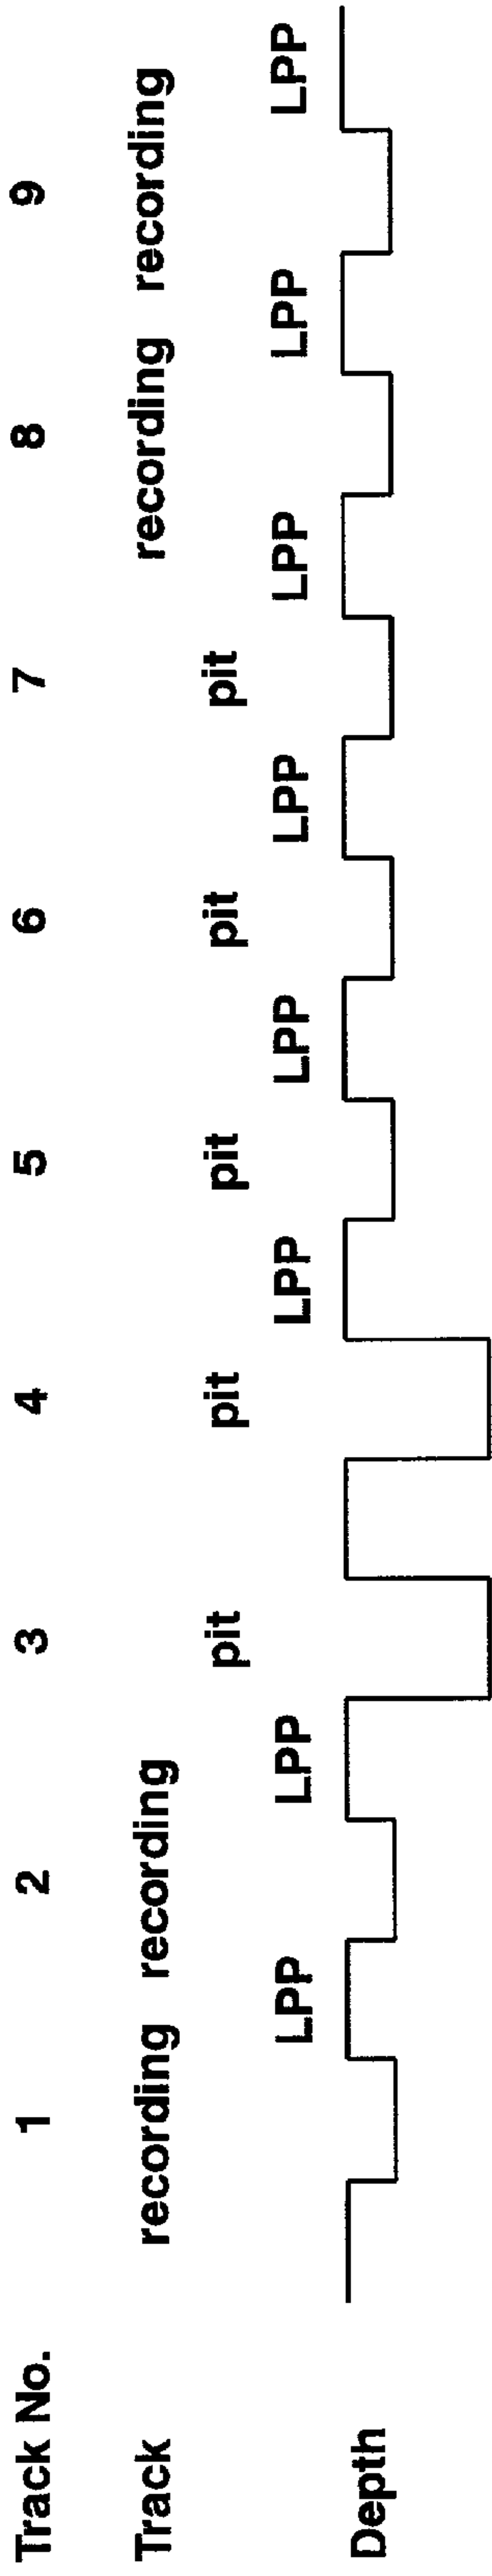 Track No. 1 2 3 4 5 6 7 8 9
Track recording recording recording recording
pit pit pit pit pit
LPP LPP LPP LPP LPP LPP LPP LPP
Depth